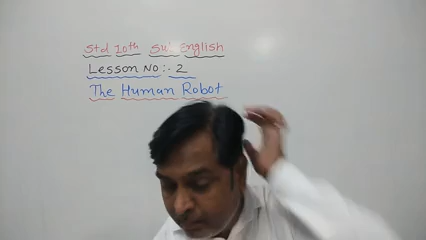 Std 10th Sub English
Lesson NO :- 2
The Human Robot